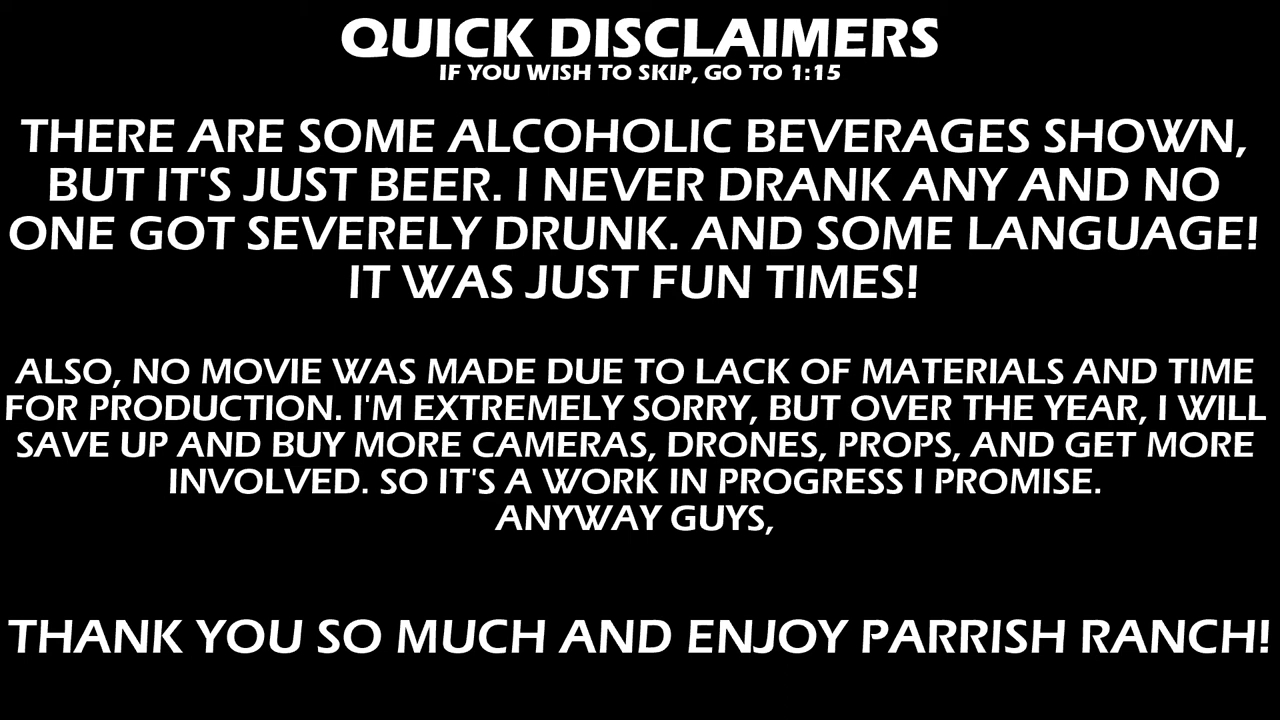 QUICK DISCLAIMERS
IF YOU WISH TO SKIP, GO TO 1:15
THERE ARE SOME ALCOHOLIC BEVERAGES SHOWN,
BUT IT'S JUST BEER. I NEVER DRANK ANY AND NO
ONE GOT SEVERELY DRUNK. AND SOME LANGUAGE!
IT WAS JUST FUN TIMES!
ALSO, NO MOVIE WAS MADE DUE TO LACK OF MATERIALS AND TIME
FOR PRODUCTION. I'M EXTREMELY SORRY, BUT OVER THE YEAR, I WILL
SAVE UP AND BUY MORE CAMERAS, DRONES, PROPS, AND GET MORE
INVOLVED. SO IT'S A WORK IN PROGRESS I PROMISE.
ANYWAY GUYS,
THANK YOU SO MUCH AND ENJOY PARRISH RANCH!